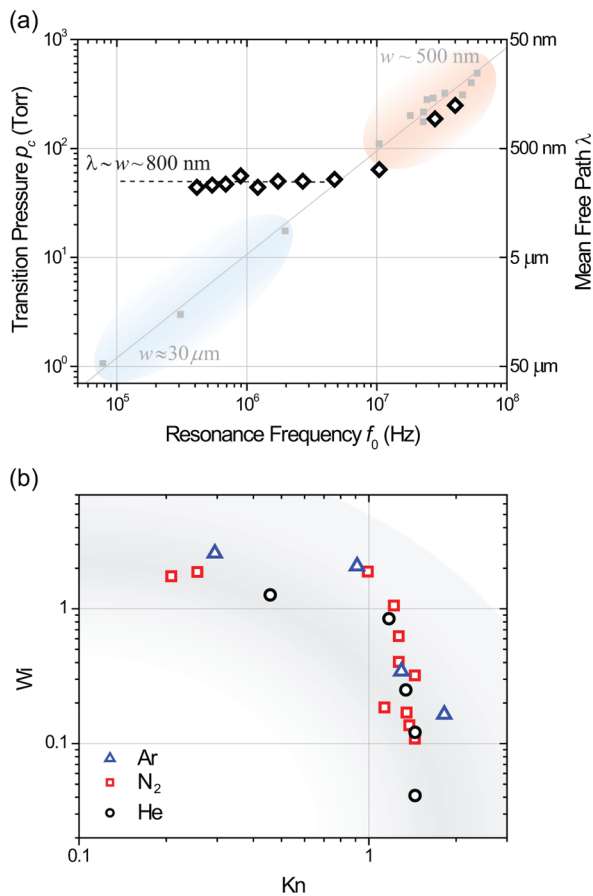 (a)
10³
10²
10¹
10⁰
Transition Pressure p_c (Torr)
50 nm
500 nm
5 μm
50 μm
Mean Free Path λ
w ~ 500 nm
λ~w~800 nm
w ≈ 30 μm
10⁵
10⁶
10⁷
10⁸
Resonance Frequency f₀ (Hz)
(b)
1
0.1
Wi
Ar
N₂
He
0.1
1
Kn